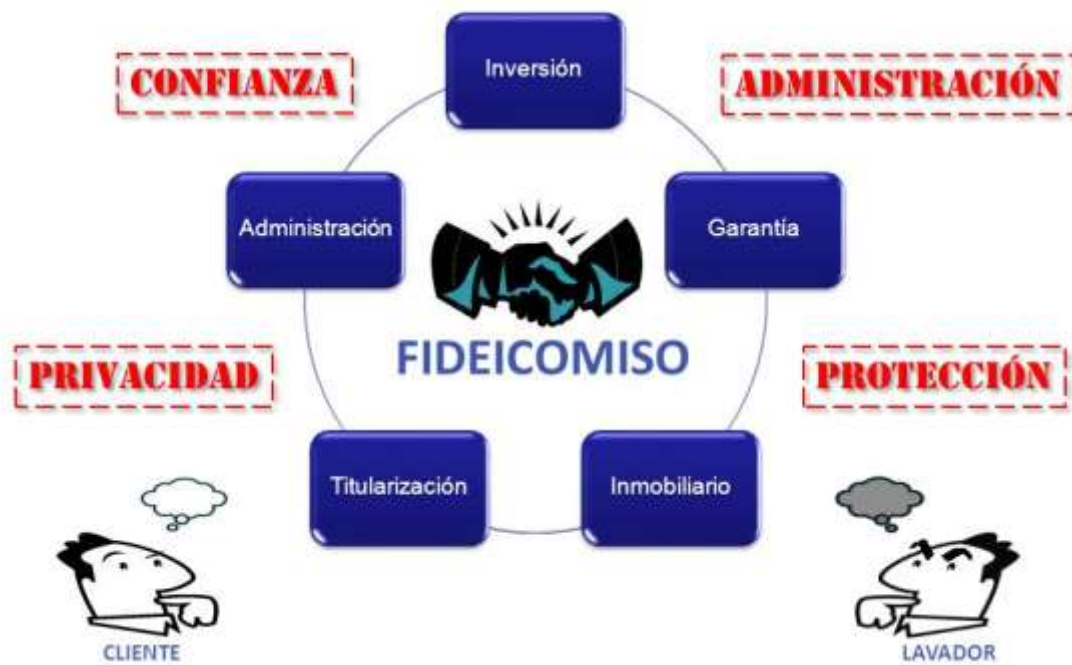 Inversión
CONFIANZA
ADMINISTRACIÓN
Administración
Garantía
FIDEICOMISO
PRIVACIDAD
PROTECCIÓN
Titularización
Inmobiliario
CLIENTE
LAVADOR